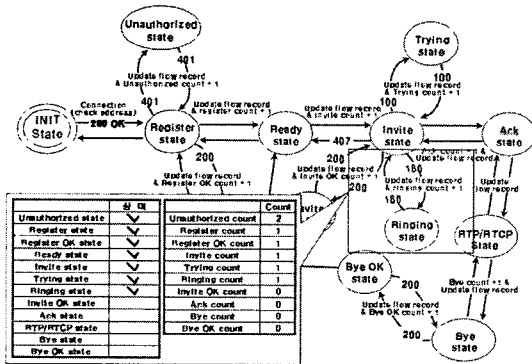 Unauthorized
state
Trying
state
401
Update flow record
& Unauthorized count + 1
401
100
Update flow record
& Trying count + 1
100
Connection
(check address)
200 OK
INIT
State
Register
state
Update flow record
& register count + 1
Ready
state
Update flow record
& invite count + 1
407
Invite
state
Ack
state
200
Update flow record
& Register OK count + 1
200
Update flow record
& Invite OK count + 1
200
180
180
Ringing
state
Update flow
record
RTP/RTCP
State
Bye count +1 &
Update flow record
Bye OK
state
200
Update flow record
& Bye OK count + 1
200
Bye
state
Unauthorized state
Register state
Register OK state
Ready state
Invite state
Trying state
Ringing state
Invite OK state
Ack state
RTP/RTCP state
Bye state
Bye OK state
Count
Unauthorized count 2
Register count 1
Register OK count 1
Invite count 1
Trying count 1
Ringing count 1
Invite OK count 0
Ack count 0
Bye count 0
Bye OK count 0